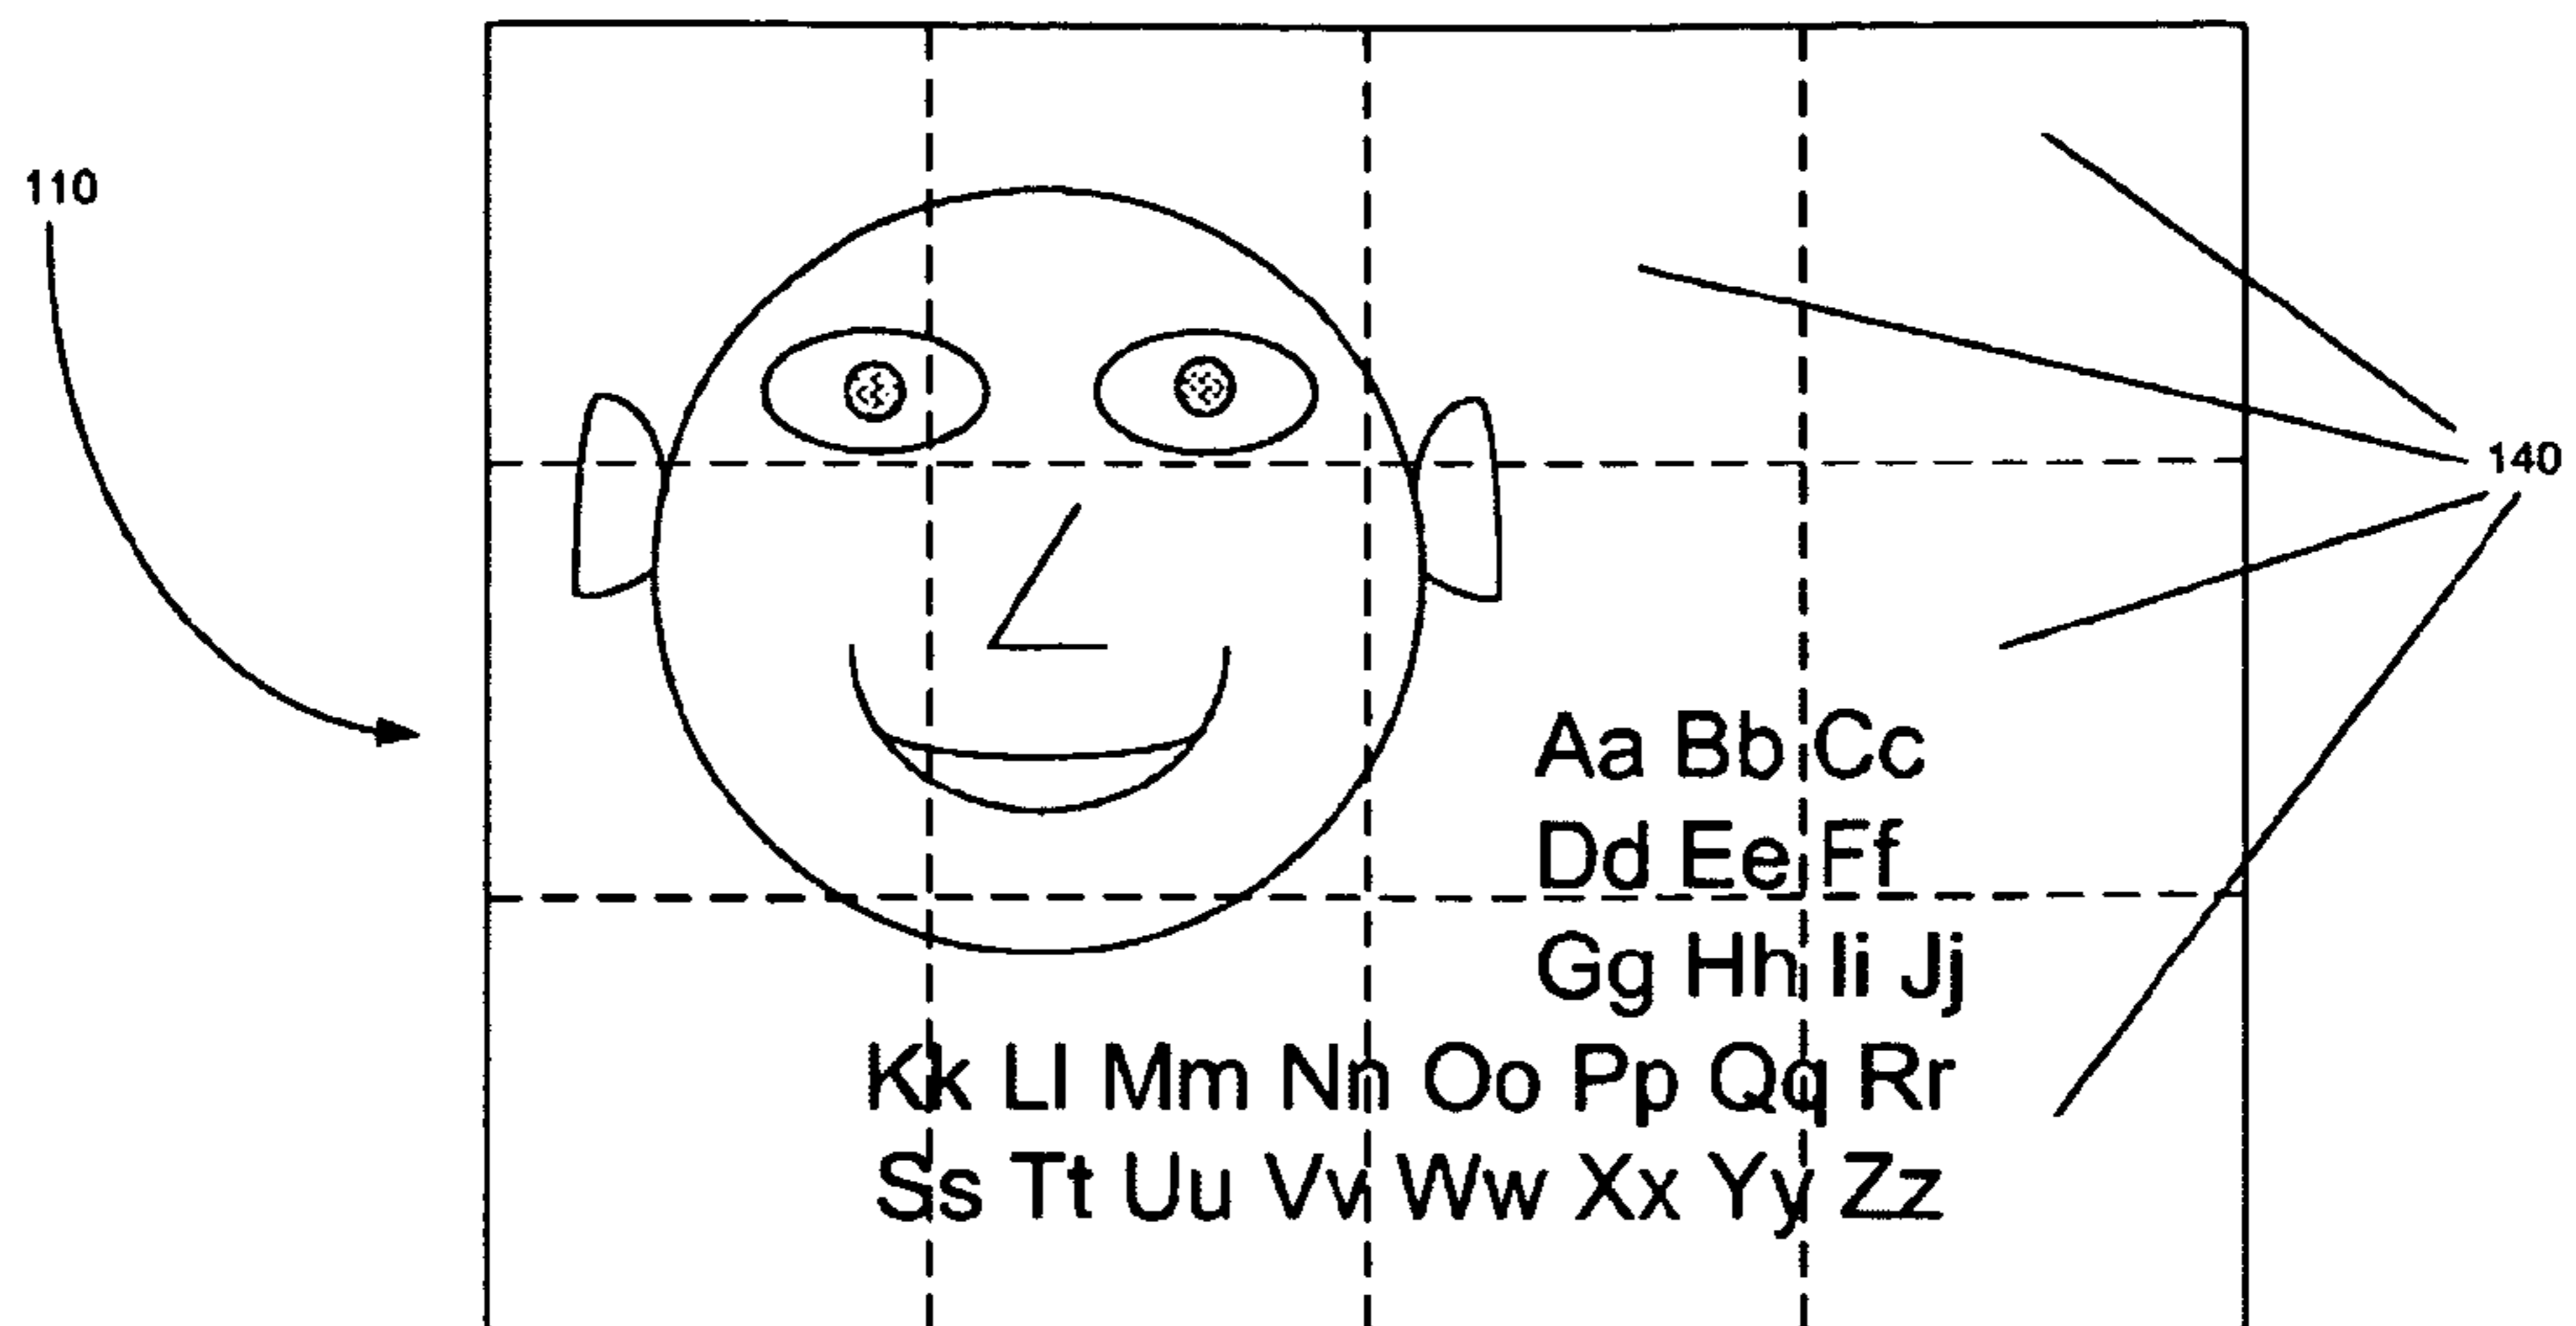 110
140
Aa Bb Cc
Dd Ee Ff
Gg Hh Ii Jj
Kk Ll Mm Nn Oo Pp Qq Rr
Ss Tt Uu Vv Ww Xx Yy Zz